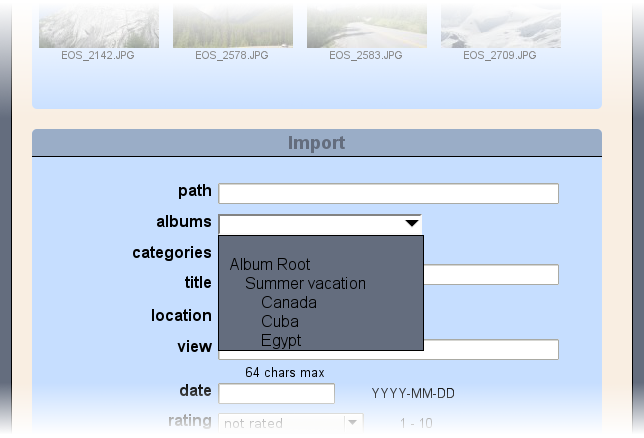 EOS_2142.JPG EOS_2578.JPG EOS_2583.JPG EOS_2709.JPG
Import
path
albums
categories
Album Root
title
Summer vacation
Canada
location
Cuba
Egypt
view
64 chars max
date YYYY-MM-DD
rating not rated 1 - 10